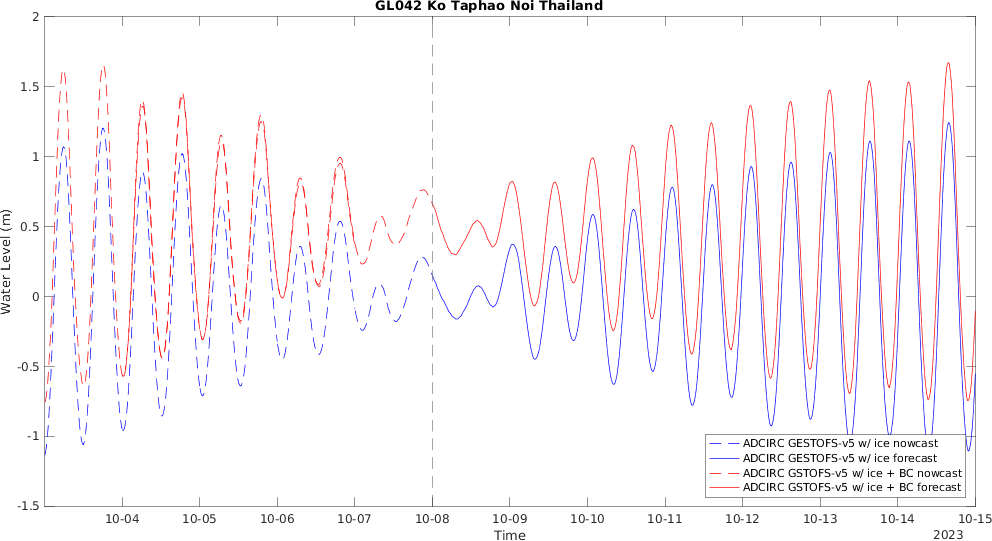 GL042 Ko Taphao Noi Thailand
2
1.5
1
0.5
0
-0.5
-1
-1.5
Water Level (m)
ADCIRC GESTOFS-v5 w/ ice nowcast
ADCIRC GESTOFS-v5 w/ ice forecast
ADCIRC GSTOFS-v5 w/ ice + BC nowcast
ADCIRC GSTOFS-v5 w/ ice + BC forecast
10-04 10-05 10-06 10-07 10-08 10-09 10-10 10-11 10-12 10-13 10-14 10-15
Time
2023